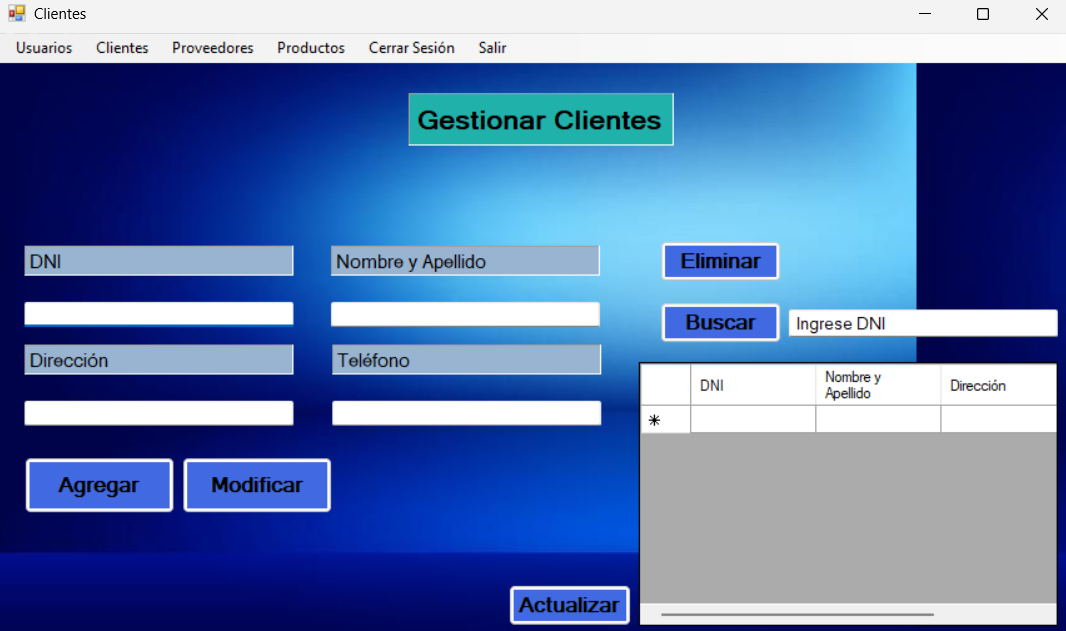 Clientes
Usuarios Clientes Proveedores Productos Cerrar Sesión Salir
Gestionar Clientes
DNI Nombre y Apellido Eliminar
Buscar Ingrese DNI
Dirección Teléfono
DNI Nombre y Apellido Dirección
Agregar Modificar
Actualizar